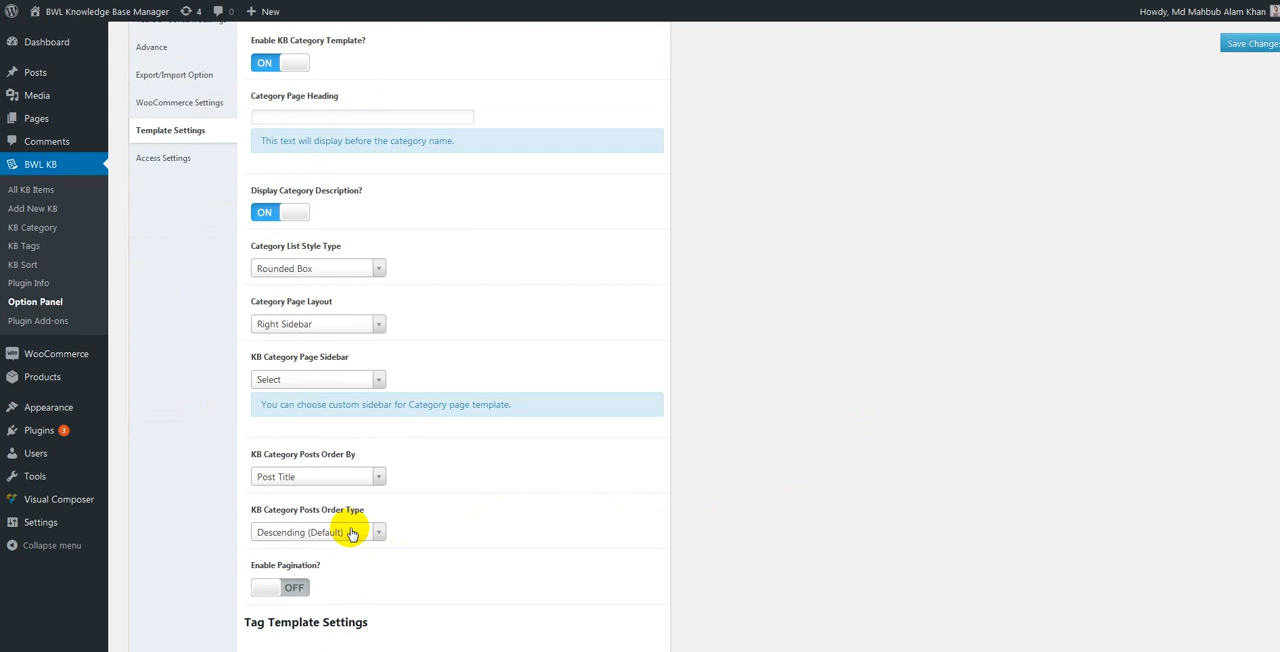 BWL Knowledge Base Manager 4 0 New Howdy, Md Mahbub Alam Khan
Dashboard
Posts
Media
Pages
Comments
BWL KB
All KB Items
Add New KB
KB Category
KB Tags
KB Sort
Plugin Info
Option Panel
Plugin Add-ons
WooCommerce
Products
Appearance
Plugins 3
Users
Tools
Visual Composer
Settings
Collapse menu
Advance
Export/Import Option
WooCommerce Settings
Template Settings
Access Settings
Enable KB Category Template?
ON
Category Page Heading
This text will display before the category name.
Display Category Description?
ON
Category List Style Type
Rounded Box
Category Page Layout
Right Sidebar
KB Category Page Sidebar
Select
You can choose custom sidebar for Category page template.
KB Category Posts Order By
Post Title
KB Category Posts Order Type
Descending (Default)
Enable Pagination?
OFF
Tag Template Settings
Save Changes